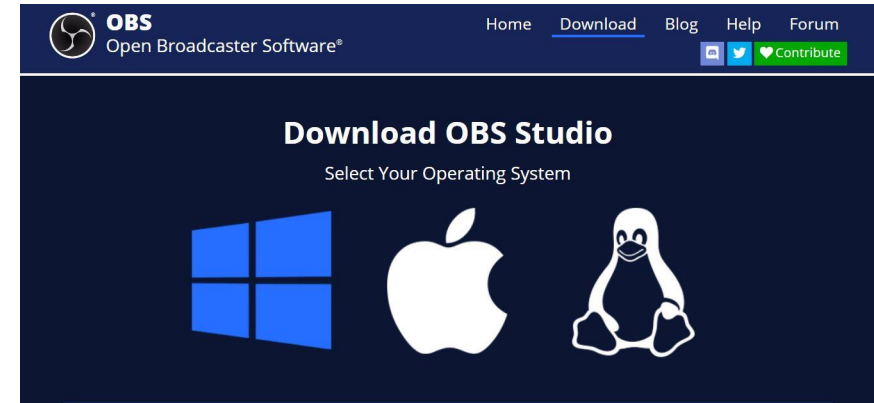 OBS
Open Broadcaster Software®
Home Download Blog Help Forum
Contribute
Download OBS Studio
Select Your Operating System